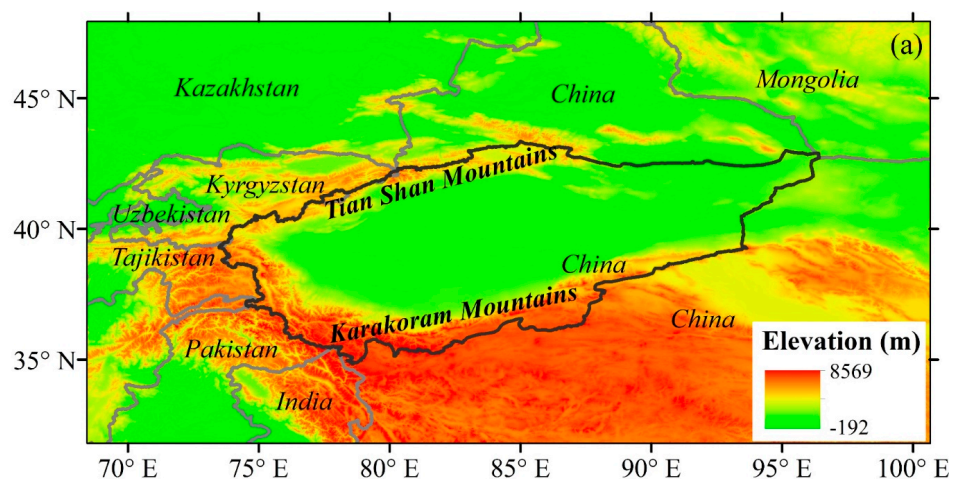 (a)
Kazakhstan
China
Mongolia
45° N
Kyrgyzstan
Tian Shan Mountains
Uzbekistan
40° N
Tajikistan
China
Karakoram Mountains
China
Pakistan
35° N
India
Elevation (m)
8569
-192
70° E
75° E
80° E
85° E
90° E
95° E
100° E